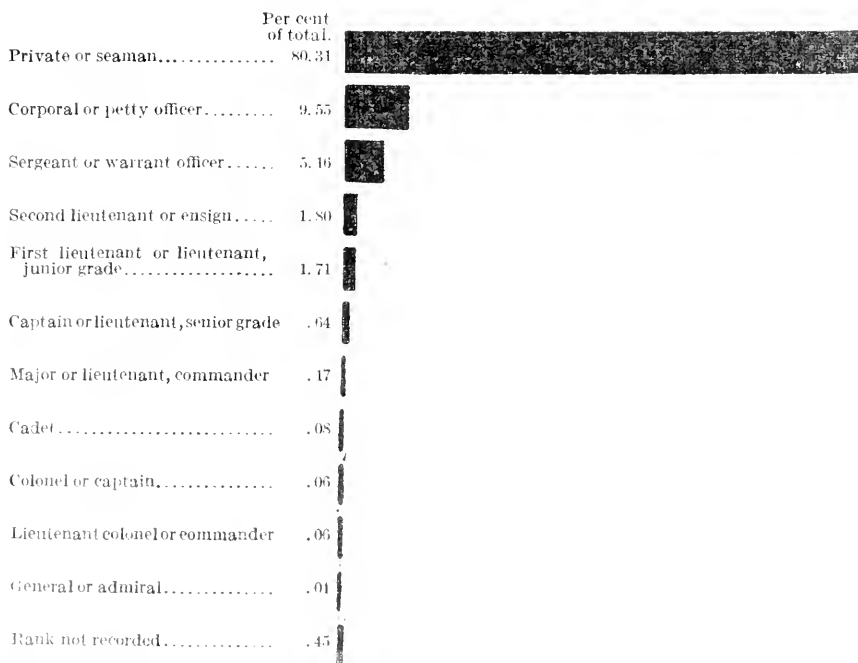 Per cent
of total.
Private or seaman.............. 80.31
Corporal or petty officer......... 9.55
Sergeant or warrant officer...... 5.16
Second lieutenant or ensign..... 1.80
First lieutenant or lieutenant,
junior grade................... 1.71
Captain or lieutenant, senior grade .64
Major or lieutenant, commander .17
Cadet........................... .08
Colonel or captain............... .06
Lieutenant colonel or commander .06
General or admiral.............. .01
Rank not recorded.............. .45